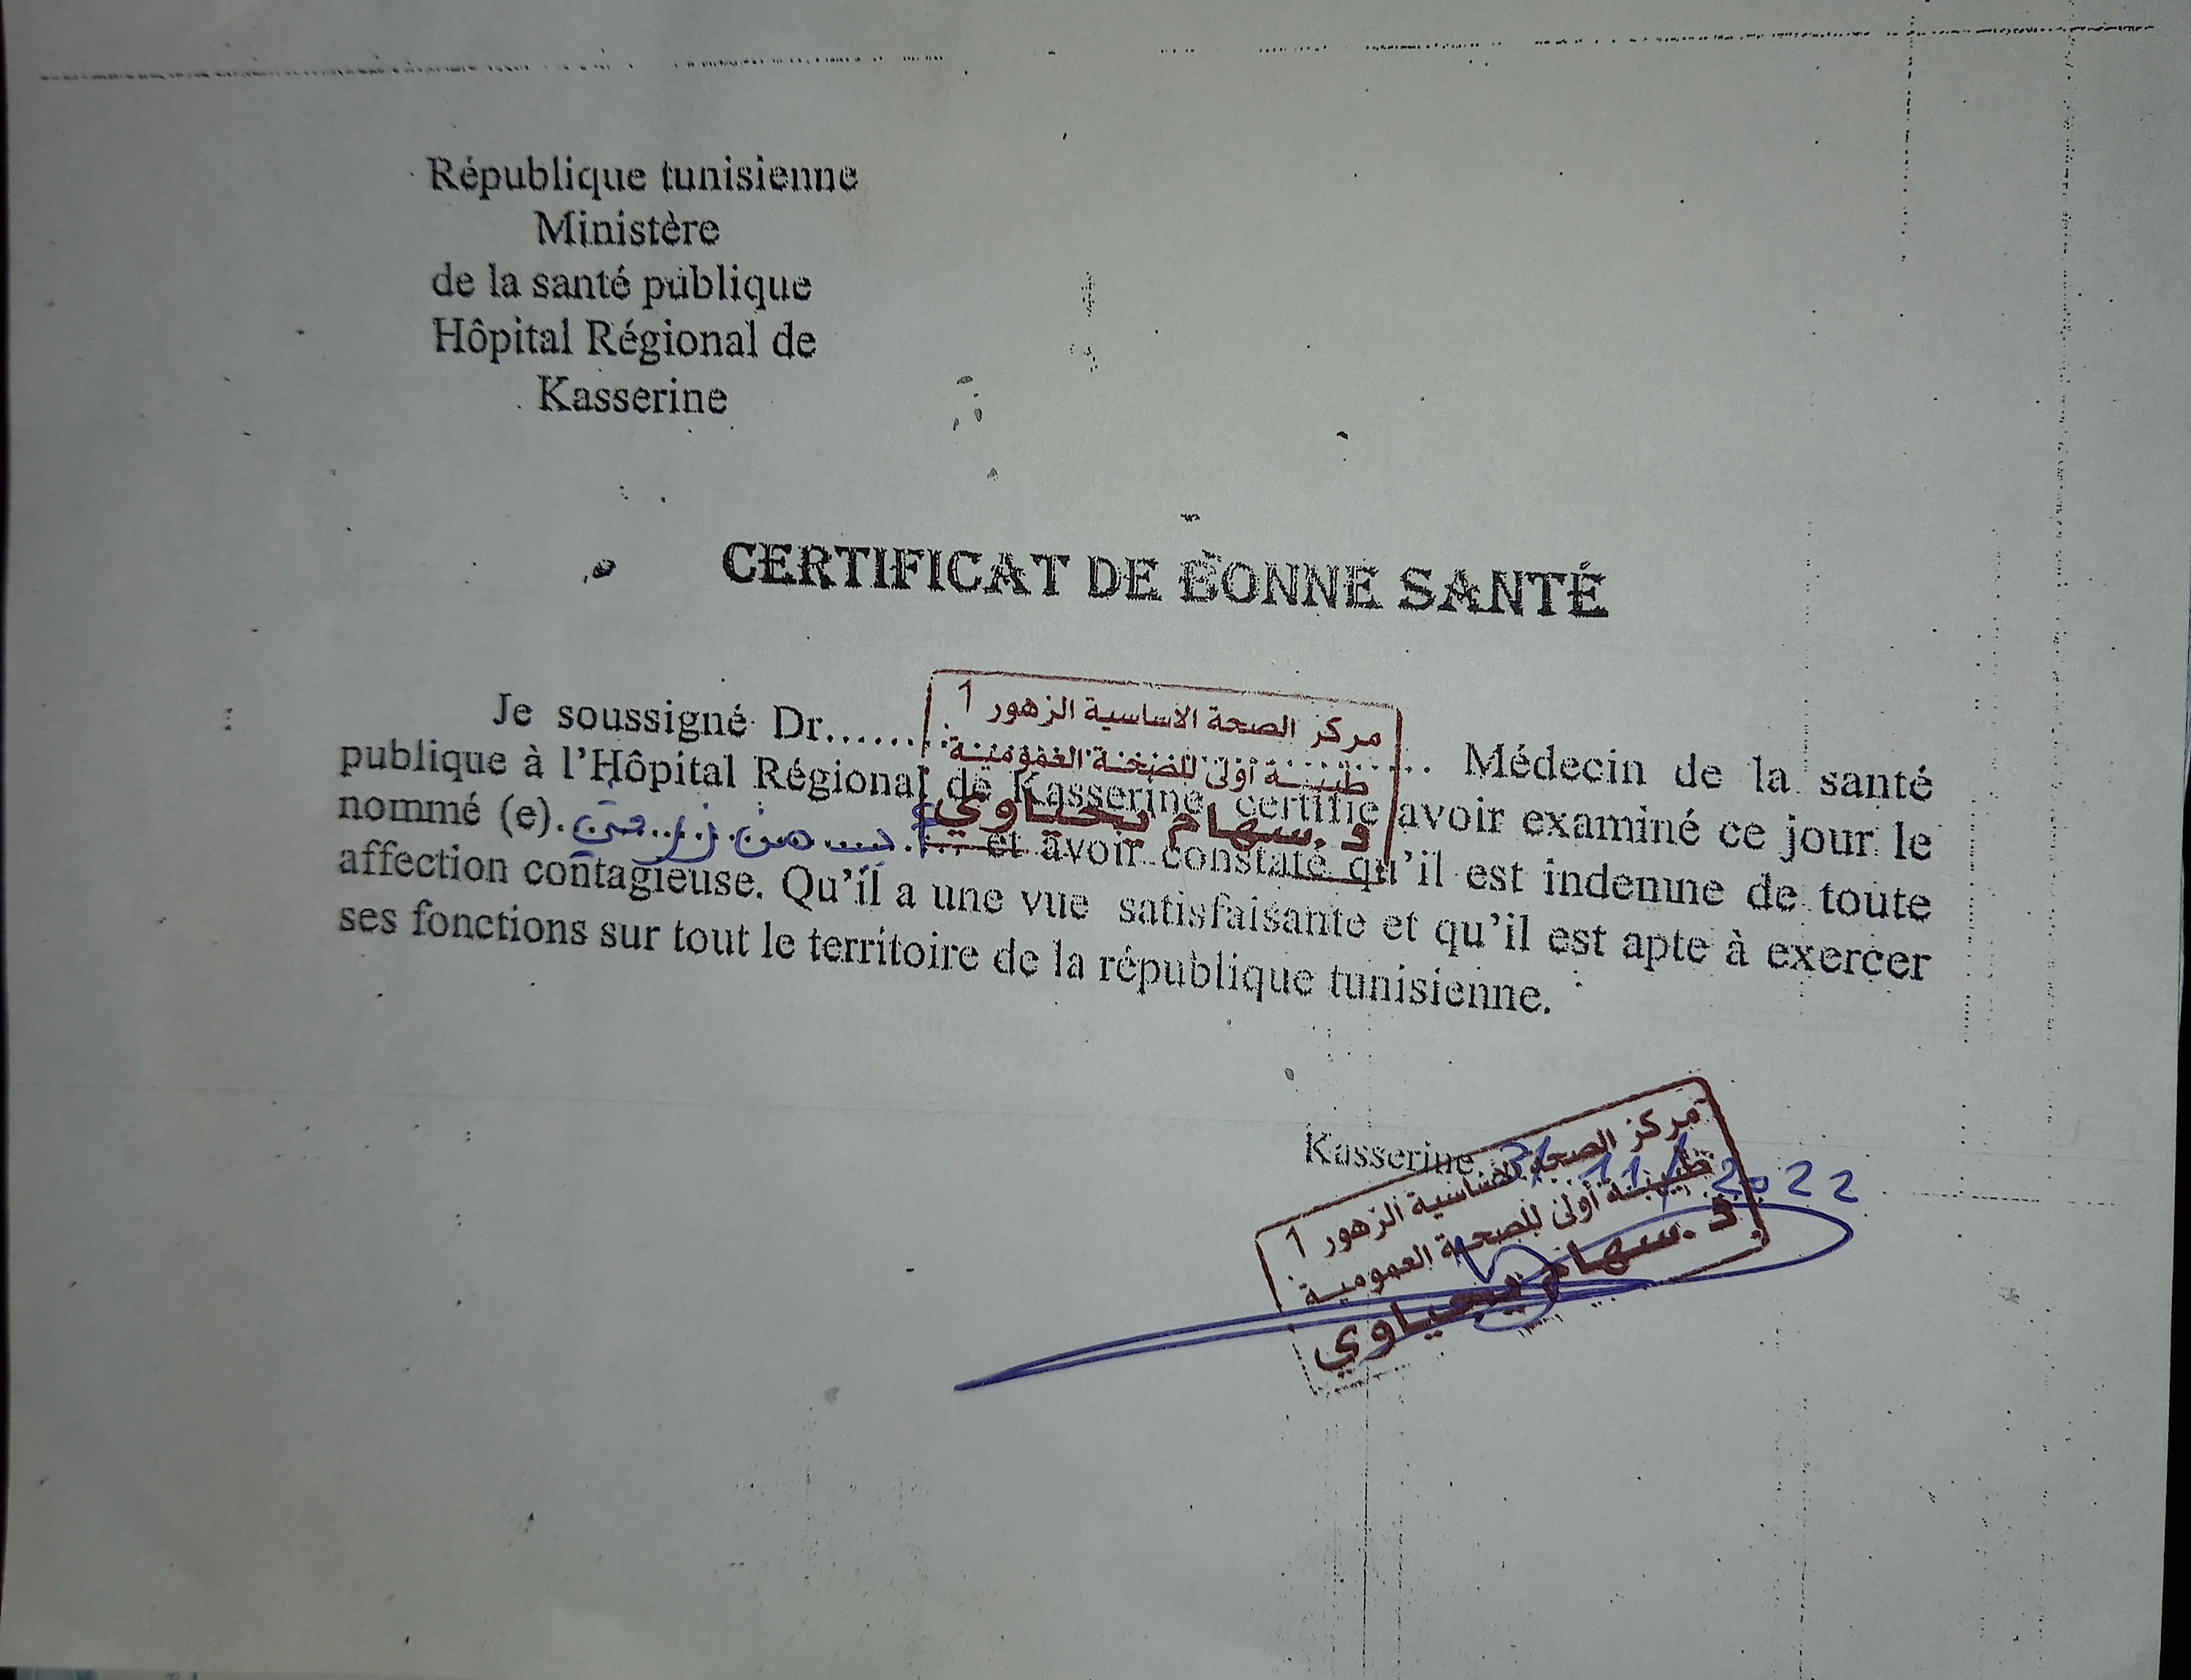 République tunisienne
Ministère
de la santé publique
Hôpital Régional de
Kasserine
CERTIFICAT DE BONNE SANTÉ
Je soussigné Dr.............. Médecin de la santé
مركز الصحة الاساسية الزهور 1
طبيبة أولى للصحة العمومية
د.سهام يحياوي
publique à l'Hôpital Régional de Kasserine certifie avoir examiné ce jour le
nommé (e). et avoir constaté qu'il est indemne de toute
affection contagieuse. Qu'il a une vue satisfaisante et qu'il est apte à exercer
ses fonctions sur tout le territoire de la république tunisienne.
Kasserine, 11/2022
مركز الصحة الاساسية الزهور 1
طبيبة أولى للصحة العمومية
د.سهام يحياوي